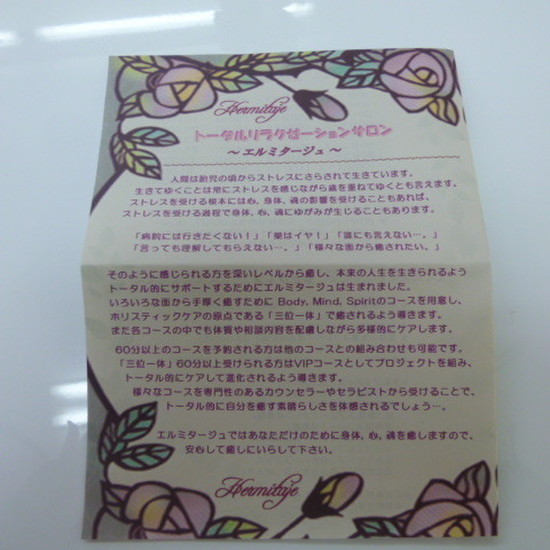 Hermitage
トータルリラクゼーションサロン
～エルミタージュ～
人間は胎児の頃からストレスにさらされて生きています。
生きてゆくことは常にストレスを感じながら歳を重ねてゆくとも言えます。
ストレスを受ける根本には心、身体、魂の影響を受けることもあれば、
ストレスを受ける過程で身体、心、魂にゆがみが生じることもあります。
「病院には行きたくない！」「薬はイヤ！」「誰にも言えない…。」
「言っても理解してもらえない…。」「様々な面から癒されたい。」
そのように感じられる方を深いレベルから癒し、本来の人生を生きられるよう
トータル的にサポートするためにエルミタージュは生まれました。
いろいろな面から手厚く癒すために Body, Mind, Spiritのコースを用意し、
ホリスティックケアの原点である「三位一体」で癒されるよう導きます。
また各コースの中でも体質や相談内容を配慮しながら多様的にケアします。
60分以上のコースを予約される方は他のコースとの組み合わせも可能です。
「三位一体」60分以上受けられる方はVIPコースとしてプロジェクトを組み、
トータル的にケアして進化されるよう導きます。
様々なコースを専門性のあるカウンセラーやセラピストから受けることで、
トータル的に自分を癒す素晴らしさを体感されるでしょう…。
エルミタージュではあなただけのために身体、心、魂を癒しますので、
安心して癒しにいらして下さい。
Hermitage